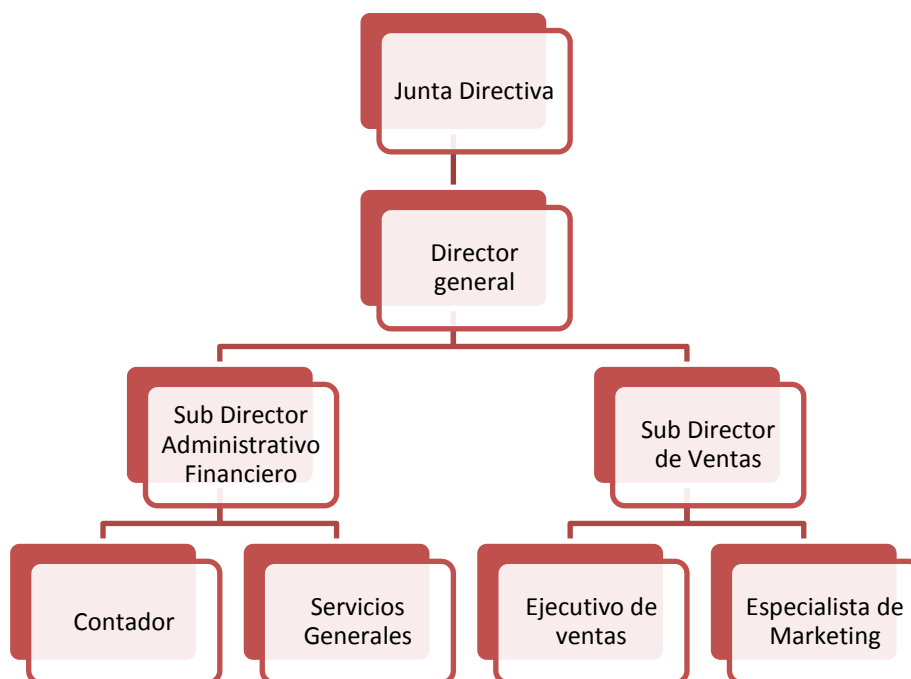 Junta Directiva
Director
general
Sub Director
Administrativo
Financiero
Sub Director
de Ventas
Contador
Servicios
Generales
Ejecutivo de
ventas
Especialista de
Marketing